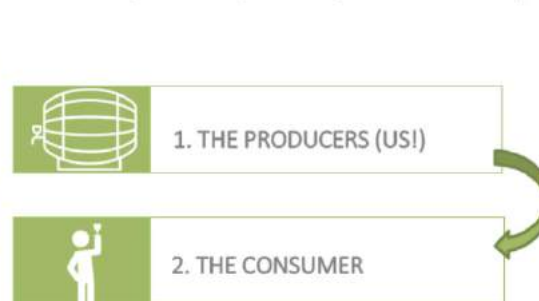 1. THE PRODUCERS (US!)
2. THE CONSUMER